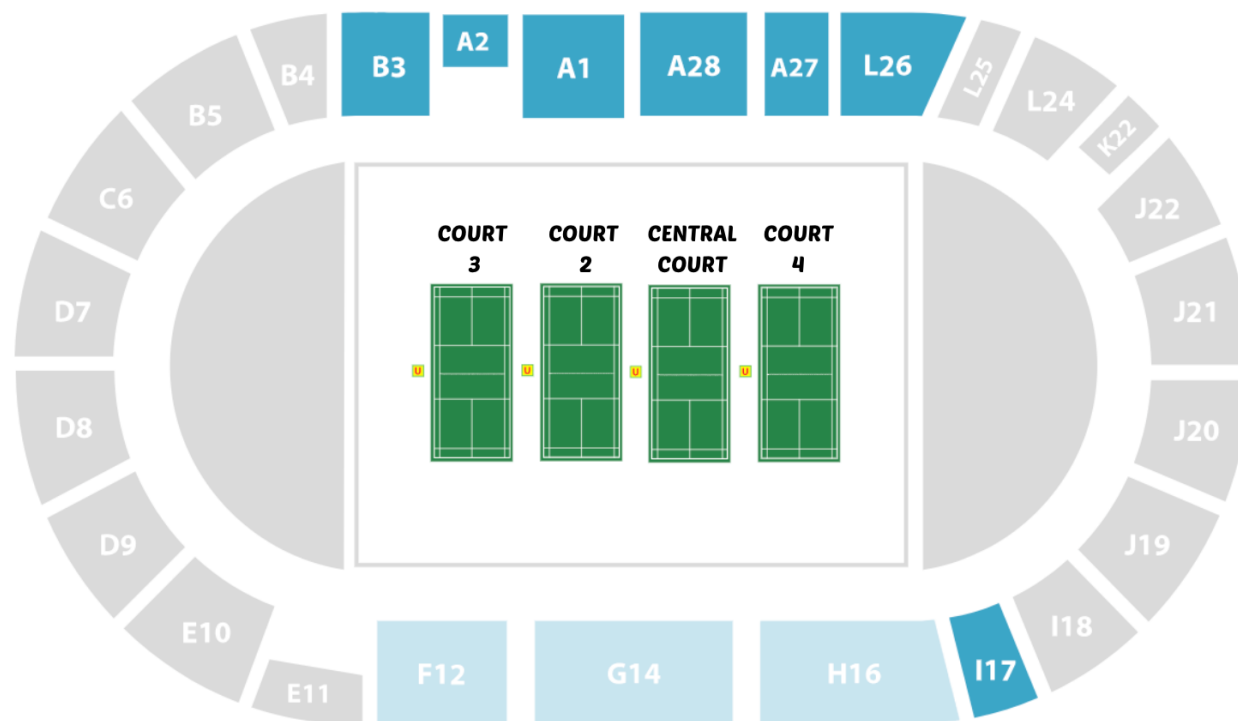 B4
B3
A2
A1
A28
A27
L26
L25
L24
K22
B5
C6
J22
COURT
3
COURT
2
CENTRAL
COURT
COURT
4
D7
J21
U
U
U
U
D8
J20
D9
J19
E10
I18
E11
F12
G14
H16
I17